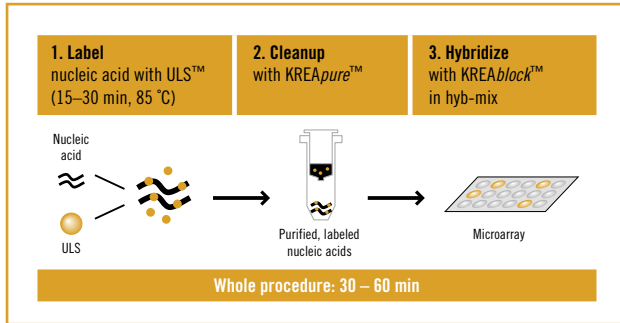 1. Label
nucleic acid with ULS™
(15–30 min, 85 ˚C)
2. Cleanup
with KREApure™
3. Hybridize
with KREAblock™
in hyb-mix
Nucleic
acid
ULS
Purified, labeled
nucleic acids
Microarray
Whole procedure: 30 – 60 min